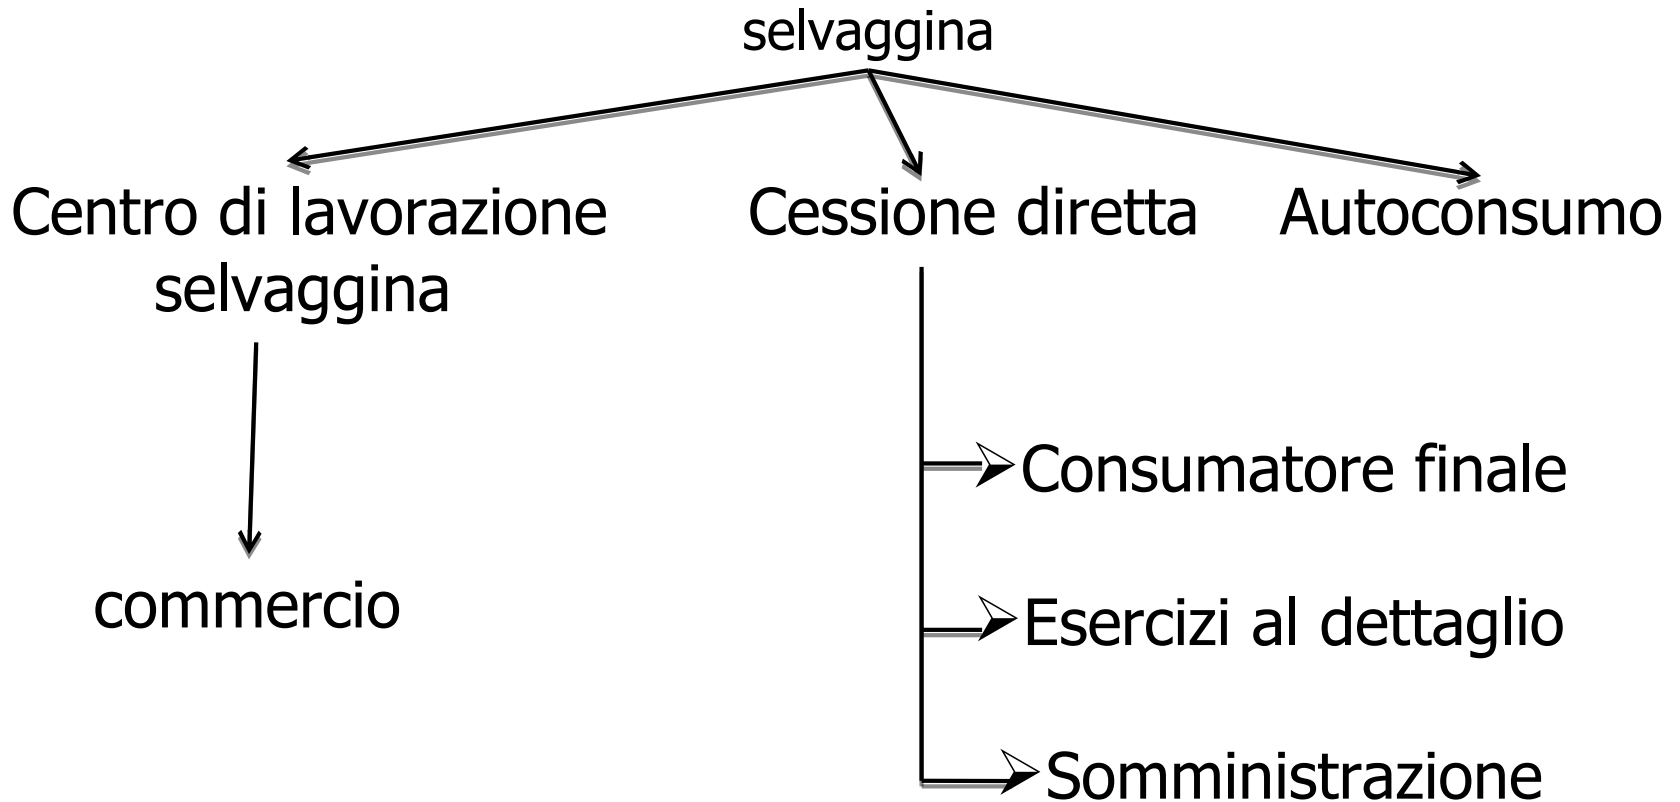 selvaggina
Centro di lavorazione
selvaggina
Cessione diretta
Autoconsumo
commercio
Consumatore finale
Esercizi al dettaglio
Somministrazione